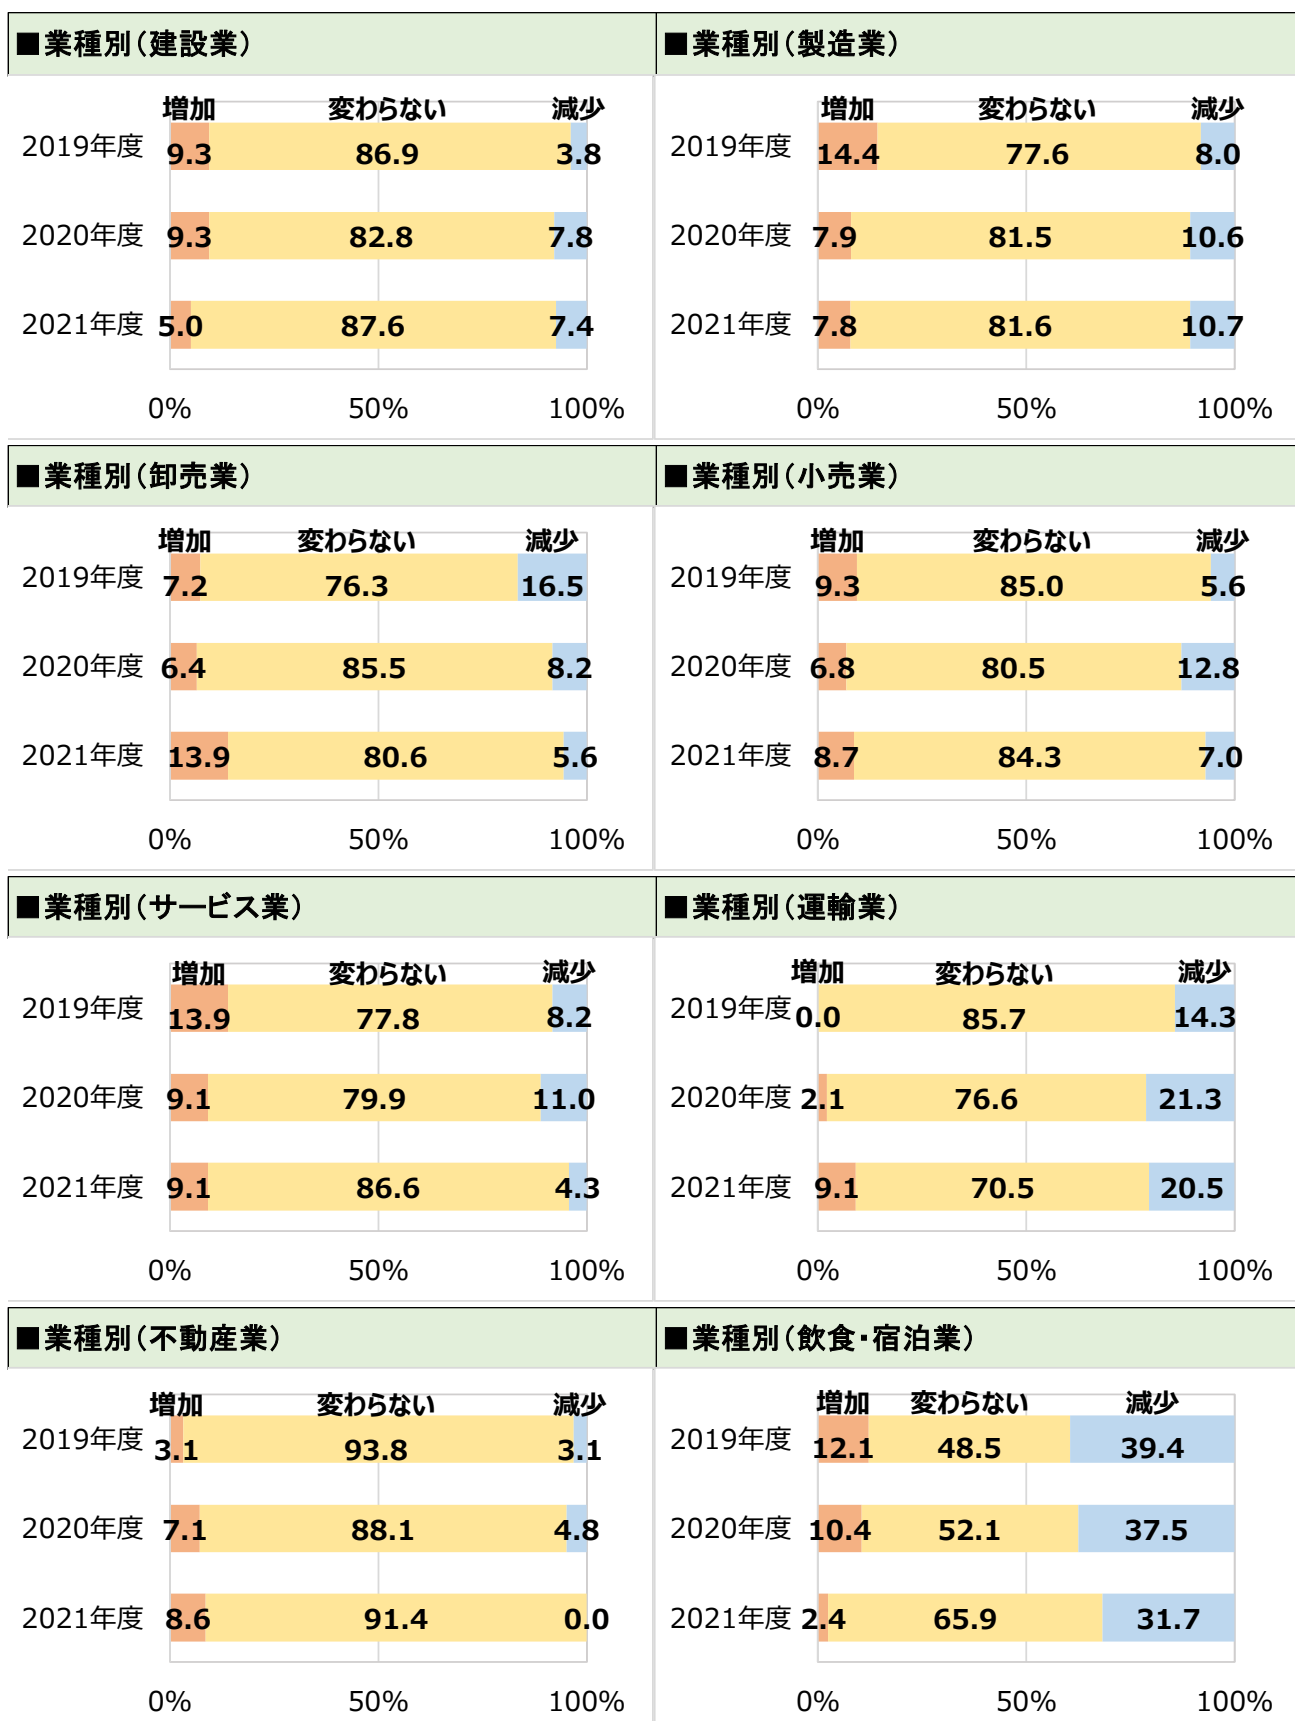 ■業種別（建設業）
増加 変わらない 減少
2019年度 9.3 86.9 3.8
2020年度 9.3 82.8 7.8
2021年度 5.0 87.6 7.4
0% 50% 100%
■業種別（製造業）
増加 変わらない 減少
2019年度 14.4 77.6 8.0
2020年度 7.9 81.5 10.6
2021年度 7.8 81.6 10.7
0% 50% 100%
■業種別（卸売業）
増加 変わらない 減少
2019年度 7.2 76.3 16.5
2020年度 6.4 85.5 8.2
2021年度 13.9 80.6 5.6
0% 50% 100%
■業種別（小売業）
増加 変わらない 減少
2019年度 9.3 85.0 5.6
2020年度 6.8 80.5 12.8
2021年度 8.7 84.3 7.0
0% 50% 100%
■業種別（サービス業）
増加 変わらない 減少
2019年度 13.9 77.8 8.2
2020年度 9.1 79.9 11.0
2021年度 9.1 86.6 4.3
0% 50% 100%
■業種別（運輸業）
増加 変わらない 減少
2019年度 0.0 85.7 14.3
2020年度 2.1 76.6 21.3
2021年度 9.1 70.5 20.5
0% 50% 100%
■業種別（不動産業）
増加 変わらない 減少
2019年度 3.1 93.8 3.1
2020年度 7.1 88.1 4.8
2021年度 8.6 91.4 0.0
0% 50% 100%
■業種別（飲食・宿泊業）
増加 変わらない 減少
2019年度 12.1 48.5 39.4
2020年度 10.4 52.1 37.5
2021年度 2.4 65.9 31.7
0% 50% 100%